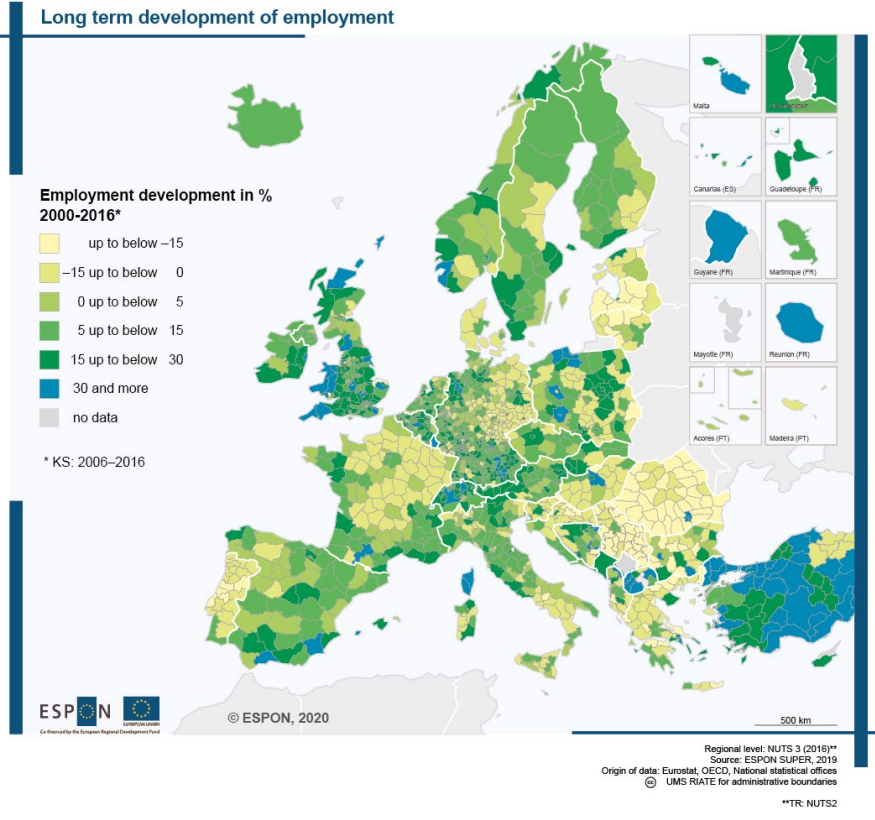 Long term development of employment
Malta
Liechtenstein
Canarias (ES)
Guadeloupe (FR)
Employment development in %
2000-2016*
up to below –15
–15 up to below 0
0 up to below 5
5 up to below 15
15 up to below 30
30 and more
no data
* KS: 2006–2016
Guyane (FR)
Martinique (FR)
Mayotte (FR)
Reunion (FR)
Acores (PT)
Madeira (PT)
ESPON
EUROPEAN UNION
Co-financed by the European Regional Development Fund
© ESPON, 2020
500 km
Regional level: NUTS 3 (2016)**
Source: ESPON SUPER, 2019
Origin of data: Eurostat, OECD, National statistical offices
cc UMS RIATE for administrative boundaries
**TR: NUTS2